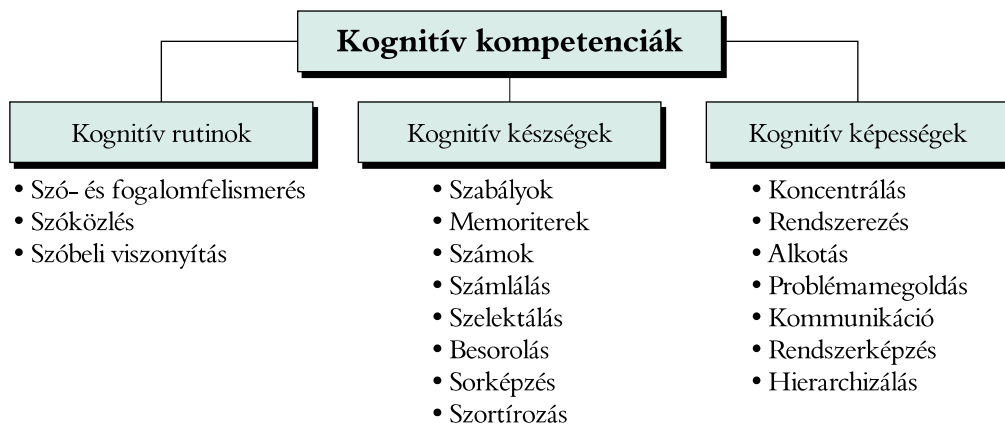 Kognitív kompetenciák
Kognitív rutinok
• Szó- és fogalomfelismerés
• Szóközlés
• Szóbeli viszonyítás
Kognitív készségek
• Szabályok
• Memoriterek
• Számok
• Számlálás
• Szelektálás
• Besorolás
• Sorképzés
• Szortírozás
Kognitív képességek
• Koncentrálás
• Rendszerezés
• Alkotás
• Problémamegoldás
• Kommunikáció
• Rendszerképzés
• Hierarchizálás